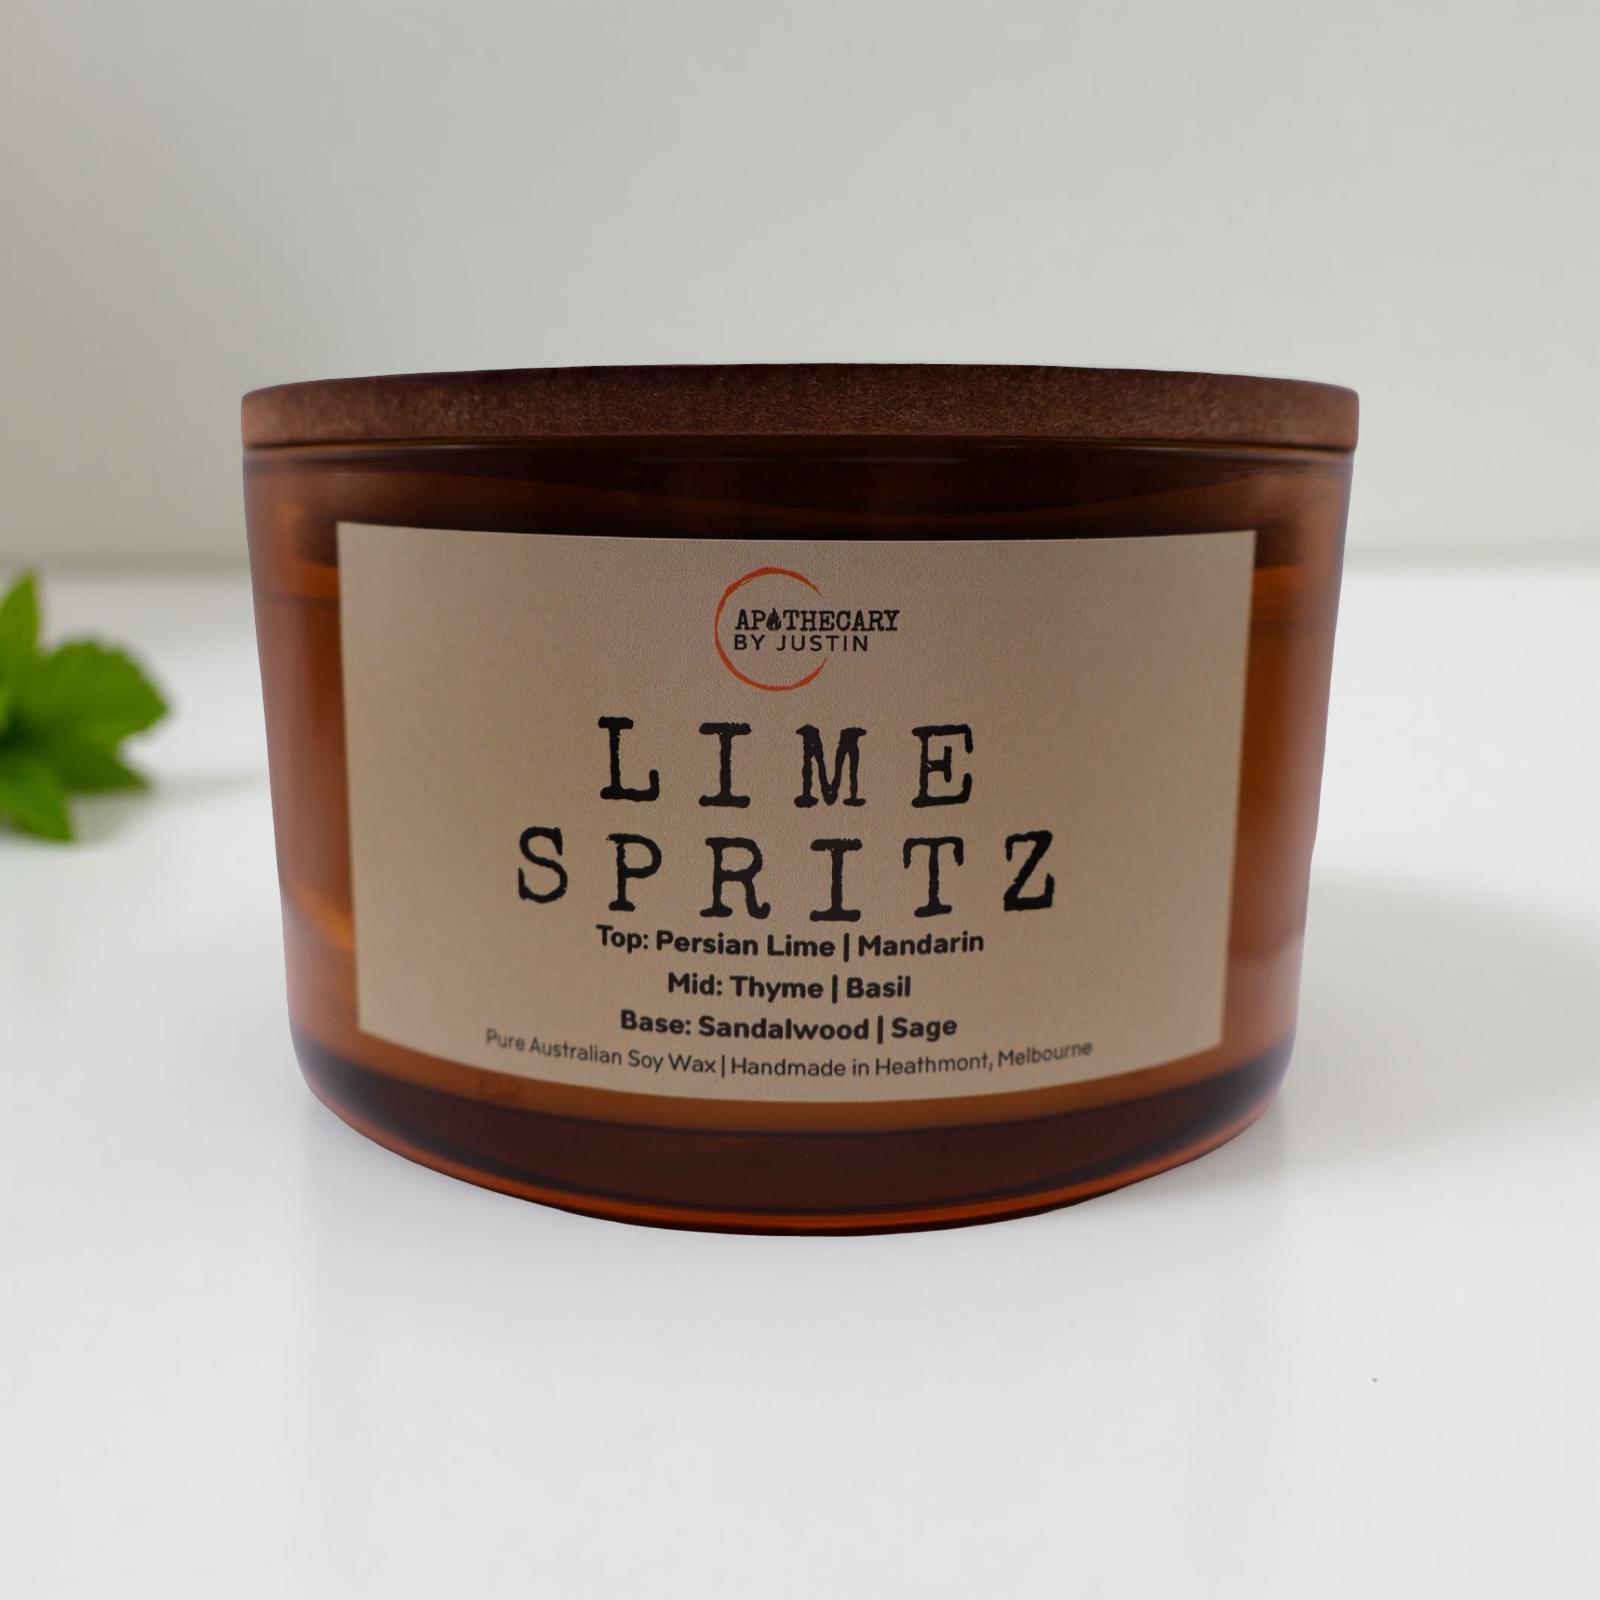 APOTHECARY
BY JUSTIN
LIME
SPRITZ
Top: Persian Lime | Mandarin
Mid: Thyme | Basil
Base: Sandalwood | Sage
Pure Australian Soy Wax | Handmade in Heathmont, Melbourne